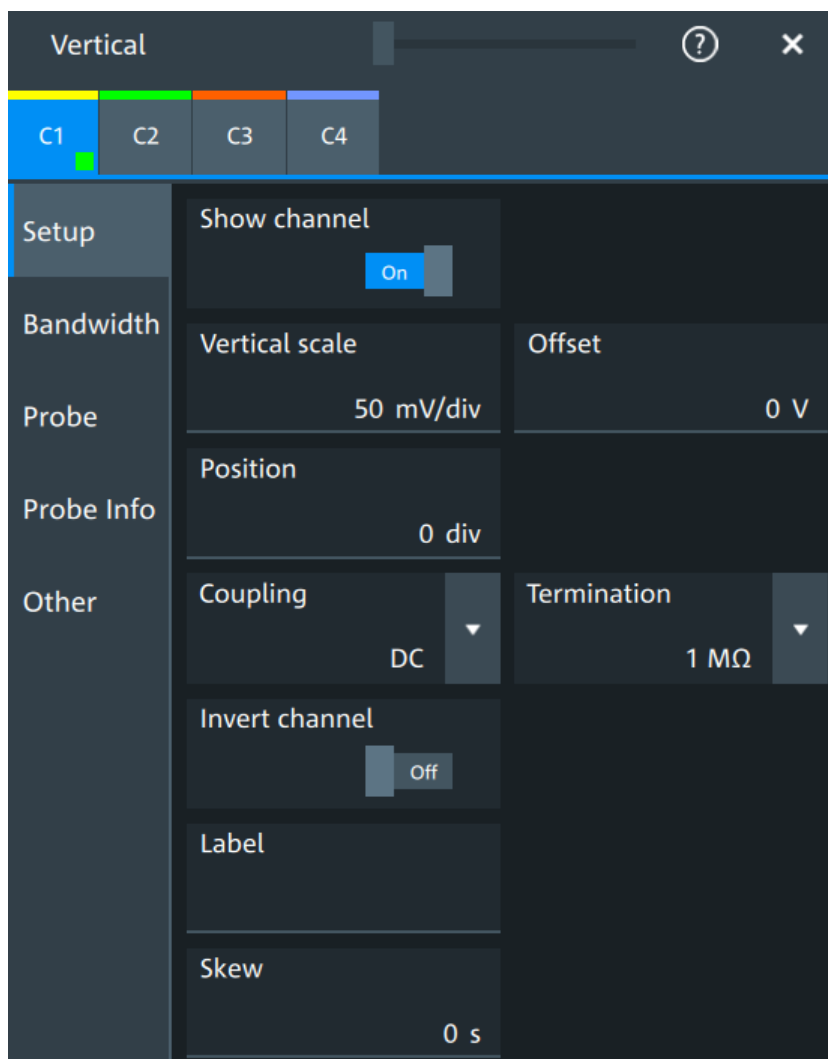 Vertical ?
C1 C2 C3 C4
Setup
Bandwidth
Probe
Probe Info
Other
Show channel
On
Vertical scale
50 mV/div
Offset
0 V
Position
0 div
Coupling
DC
Termination
1 MΩ
Invert channel
Off
Label
Skew
0 s